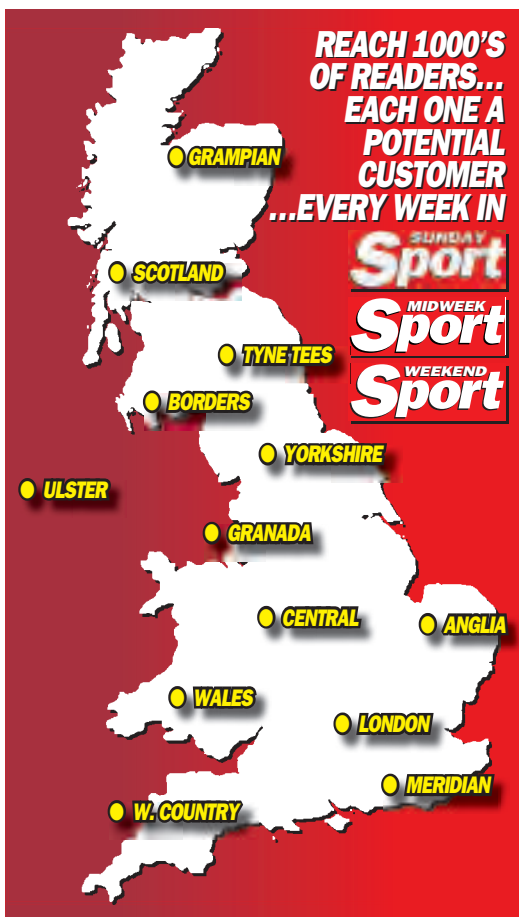 REACH 1000'S
OF READERS...
EACH ONE A
POTENTIAL
CUSTOMER
...EVERY WEEK IN
SUNDAY
Sport
MIDWEEK
Sport
WEEKEND
Sport
GRAMPIAN
SCOTLAND
TYNE TEES
BORDERS
YORKSHIRE
ULSTER
GRANADA
CENTRAL
ANGLIA
WALES
LONDON
MERIDIAN
W. COUNTRY